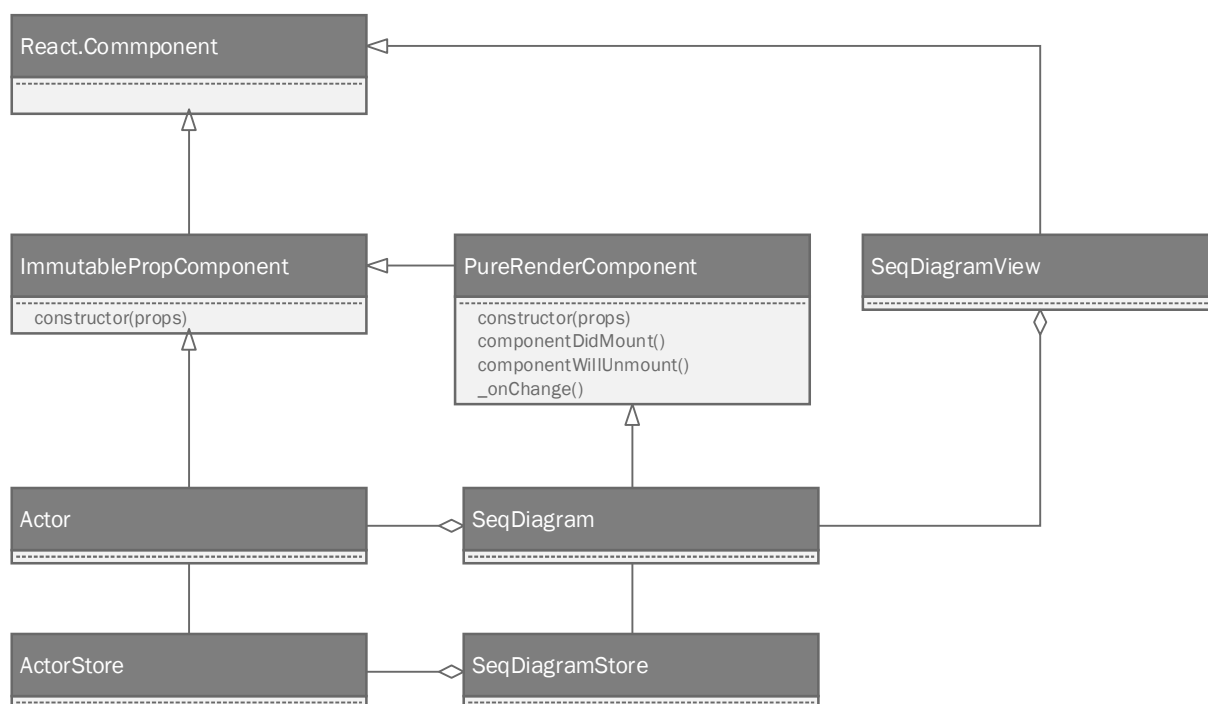 React.Commponent
ImmutablePropComponent
constructor(props)
PureRenderComponent
constructor(props)
componentDidMount()
componentWillUnmount()
_onChange()
SeqDiagramView
Actor
SeqDiagram
ActorStore
SeqDiagramStore